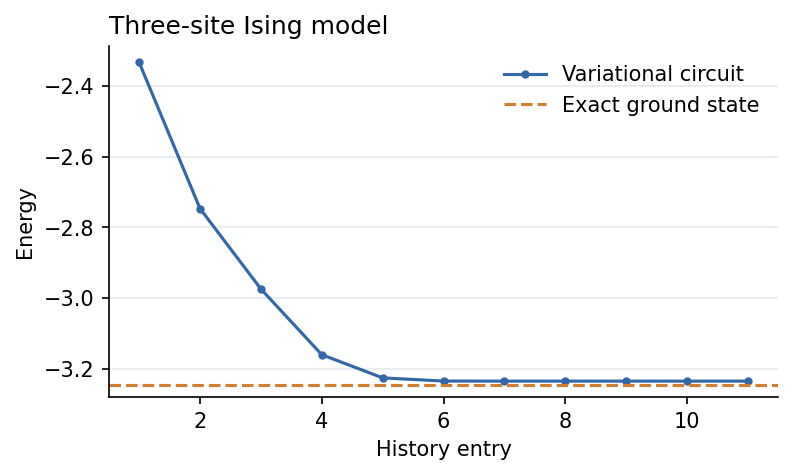 Three-site Ising model
Variational circuit
Exact ground state
−2.4
−2.6
−2.8
−3.0
−3.2
Energy
2 4 6 8 10
History entry